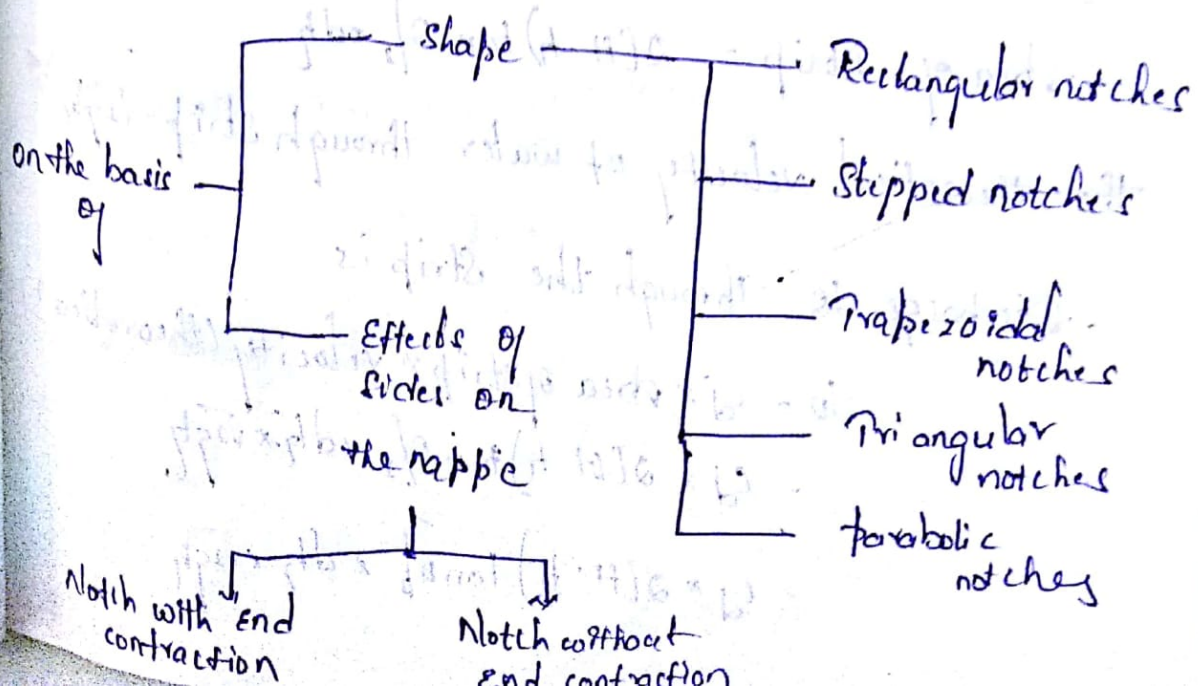 Shape
Rectangular notches
on the basis
of
Stepped notches
Trapezoidal
notches
Effects of
sides on
the nappie
Triangular
notches
parabolic
notches
Notch with End
contraction
Notch without
End contraction